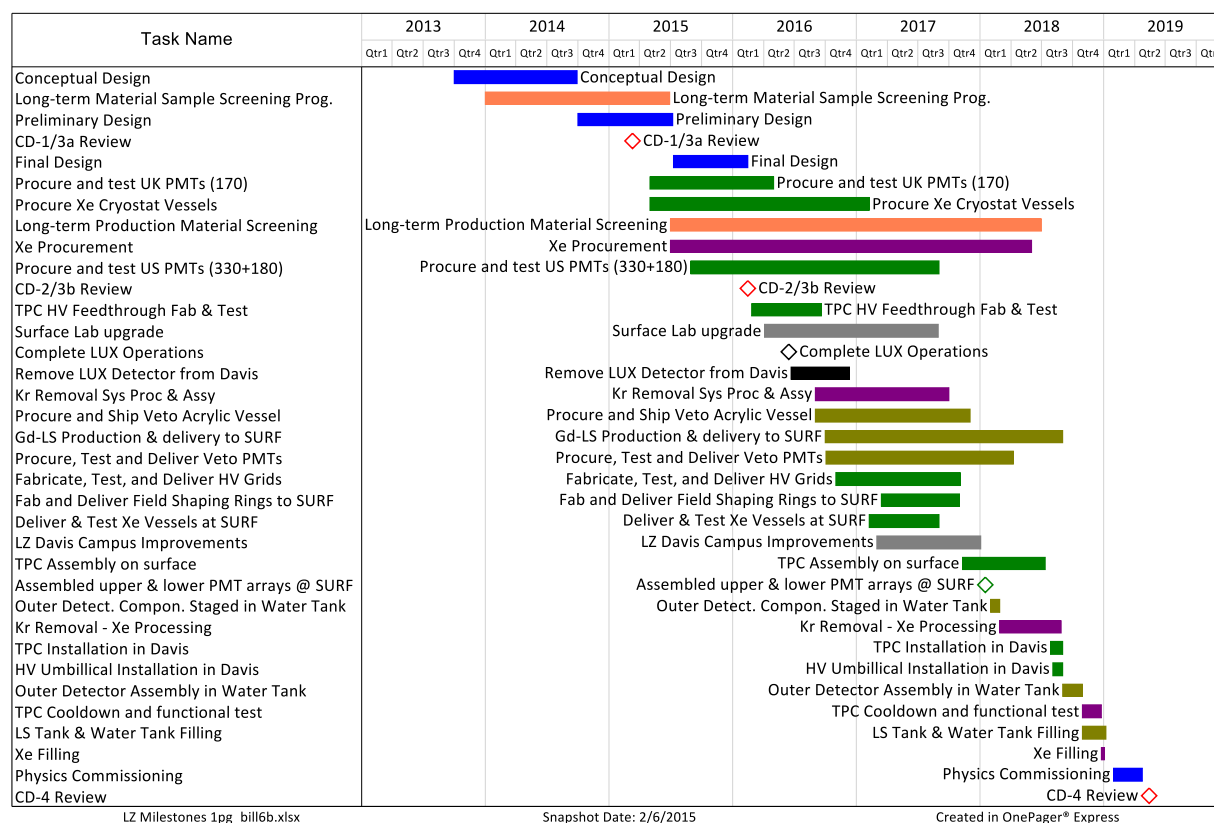 Task Name
2013 2014 2015 2016 2017 2018 2019
Qtr1 Qtr2 Qtr3 Qtr4 Qtr1 Qtr2 Qtr3 Qtr4 Qtr1 Qtr2 Qtr3 Qtr4 Qtr1 Qtr2 Qtr3 Qtr4 Qtr1 Qtr2 Qtr3 Qtr4 Qtr1 Qtr2 Qtr3 Qtr4 Qtr1 Qtr2 Qtr3
Conceptual Design Conceptual Design
Long-term Material Sample Screening Prog. Long-term Material Sample Screening Prog.
Preliminary Design Preliminary Design
CD-1/3a Review CD-1/3a Review
Final Design Final Design
Procure and test UK PMTs (170) Procure and test UK PMTs (170)
Procure Xe Cryostat Vessels Procure Xe Cryostat Vessels
Long-term Production Material Screening Long-term Production Material Screening
Xe Procurement Xe Procurement
Procure and test US PMTs (330+180) Procure and test US PMTs (330+180)
CD-2/3b Review CD-2/3b Review
TPC HV Feedthrough Fab & Test TPC HV Feedthrough Fab & Test
Surface Lab upgrade Surface Lab upgrade
Complete LUX Operations Complete LUX Operations
Remove LUX Detector from Davis Remove LUX Detector from Davis
Kr Removal Sys Proc & Assy Kr Removal Sys Proc & Assy
Procure and Ship Veto Acrylic Vessel Procure and Ship Veto Acrylic Vessel
Gd-LS Production & delivery to SURF Gd-LS Production & delivery to SURF
Procure, Test and Deliver Veto PMTs Procure, Test and Deliver Veto PMTs
Fabricate, Test, and Deliver HV Grids Fabricate, Test, and Deliver HV Grids
Fab and Deliver Field Shaping Rings to SURF Fab and Deliver Field Shaping Rings to SURF
Deliver & Test Xe Vessels at SURF Deliver & Test Xe Vessels at SURF
LZ Davis Campus Improvements LZ Davis Campus Improvements
TPC Assembly on surface TPC Assembly on surface
Assembled upper & lower PMT arrays @ SURF Assembled upper & lower PMT arrays @ SURF
Outer Detect. Compon. Staged in Water Tank Outer Detect. Compon. Staged in Water Tank
Kr Removal - Xe Processing Kr Removal - Xe Processing
TPC Installation in Davis TPC Installation in Davis
HV Umbillical Installation in Davis HV Umbillical Installation in Davis
Outer Detector Assembly in Water Tank Outer Detector Assembly in Water Tank
TPC Cooldown and functional test TPC Cooldown and functional test
LS Tank & Water Tank Filling LS Tank & Water Tank Filling
Xe Filling Xe Filling
Physics Commissioning Physics Commissioning
CD-4 Review CD-4 Review
LZ Milestones 1pg bill6b.xlsx Snapshot Date: 2/6/2015 Created in OnePager® Express